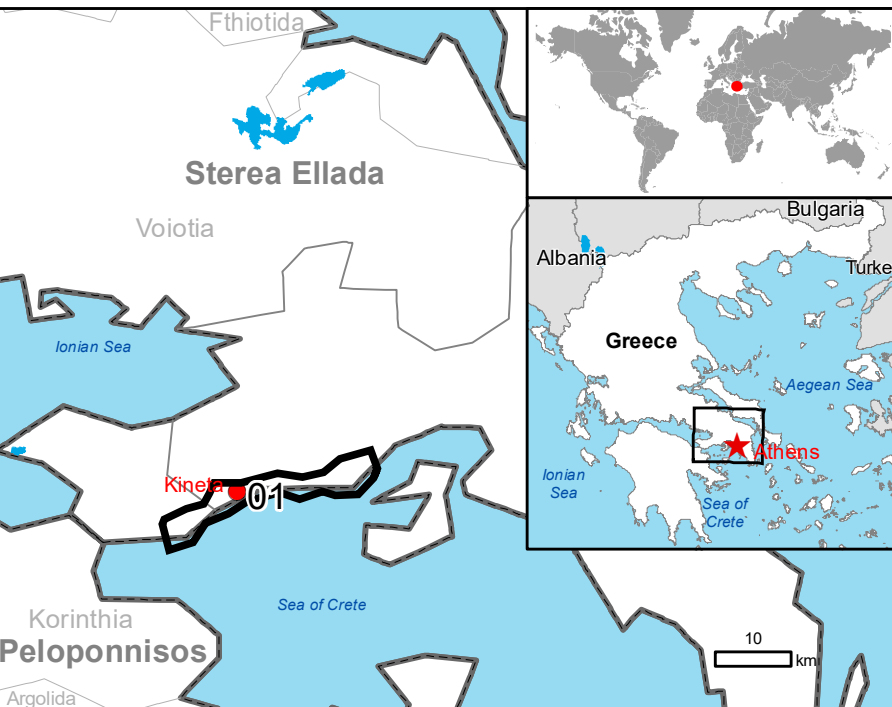 Fthiotida
Sterea Ellada
Voiotia
Ionian Sea
Kineta
01
Sea of Crete
Korinthia
Peloponnisos
Argolida
10
km
Bulgaria
Albania
Turke
Greece
Aegean Sea
Athens
Ionian
Sea
Sea of
Crete